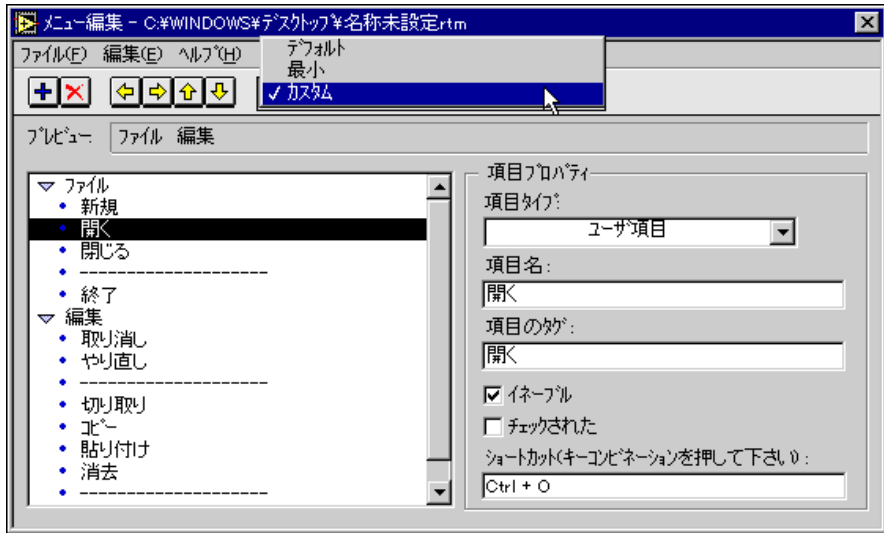 メニュー編集 - C:¥WINDOWS¥デスクトップ¥名称未設定rtm
ファイル(F) 編集(E) ヘルプ(H)
デフォルト
最小
✓ カスタム
プレビュー: ファイル 編集
ファイル
新規
開く
閉じる
--------------------
終了
編集
取り消し
やり直し
--------------------
切り取り
コピー
貼り付け
消去
--------------------
項目プロパティ
項目タイプ:
ユーザ項目
項目名:
開く
項目のタグ:
開く
イネーブル
チェックされた
ショートカット(キーコンビネーションを押して下さい):
Ctrl + O